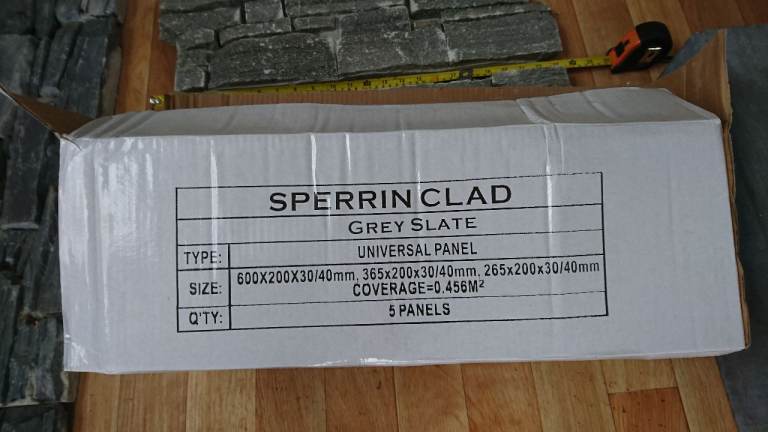 SPERRIN CLAD
GREY SLATE
TYPE: UNIVERSAL PANEL
SIZE: 600X200X30/40mm, 365x200x30/40mm, 265x200x30/40mm
COVERAGE=0.456M²
Q'TY: 5 PANELS